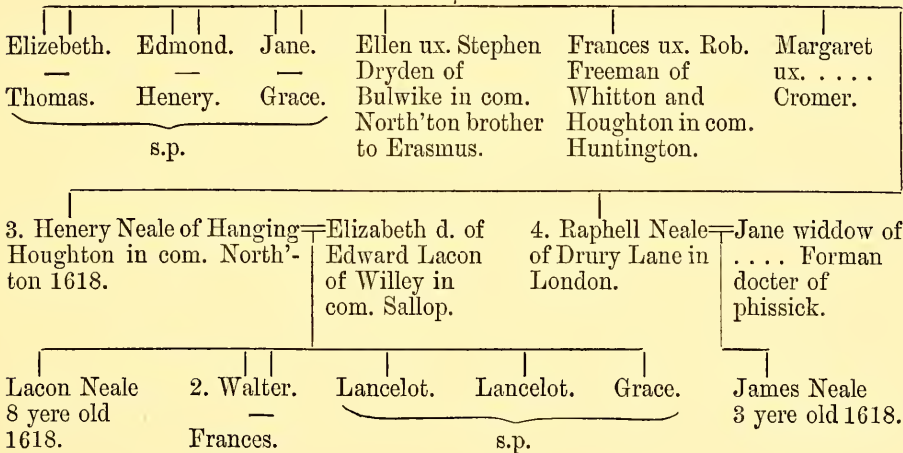 Elizebeth. Edmond. Jane. Ellen ux. Stephen Frances ux. Rob. Margaret
— — — Dryden of Freeman of ux. . . . . .
Thomas. Henery. Grace. Bulwike in com. Whitton and Cromer.
North'ton brother Houghton in com.
s.p. to Erasmus. Huntington.
3. Henery Neale of Hanging Elizabeth d. of 4. Raphell Neale Jane widdow of
Houghton in com. North'- Edward Lacon of Drury Lane in . . . . Forman
ton 1618. of Willey in London. docter of
com. Sallop. phissick.
Lacon Neale 2. Walter. Lancelot. Lancelot. Grace. James Neale
8 yere old — 3 yere old 1618.
1618. Frances. s.p.